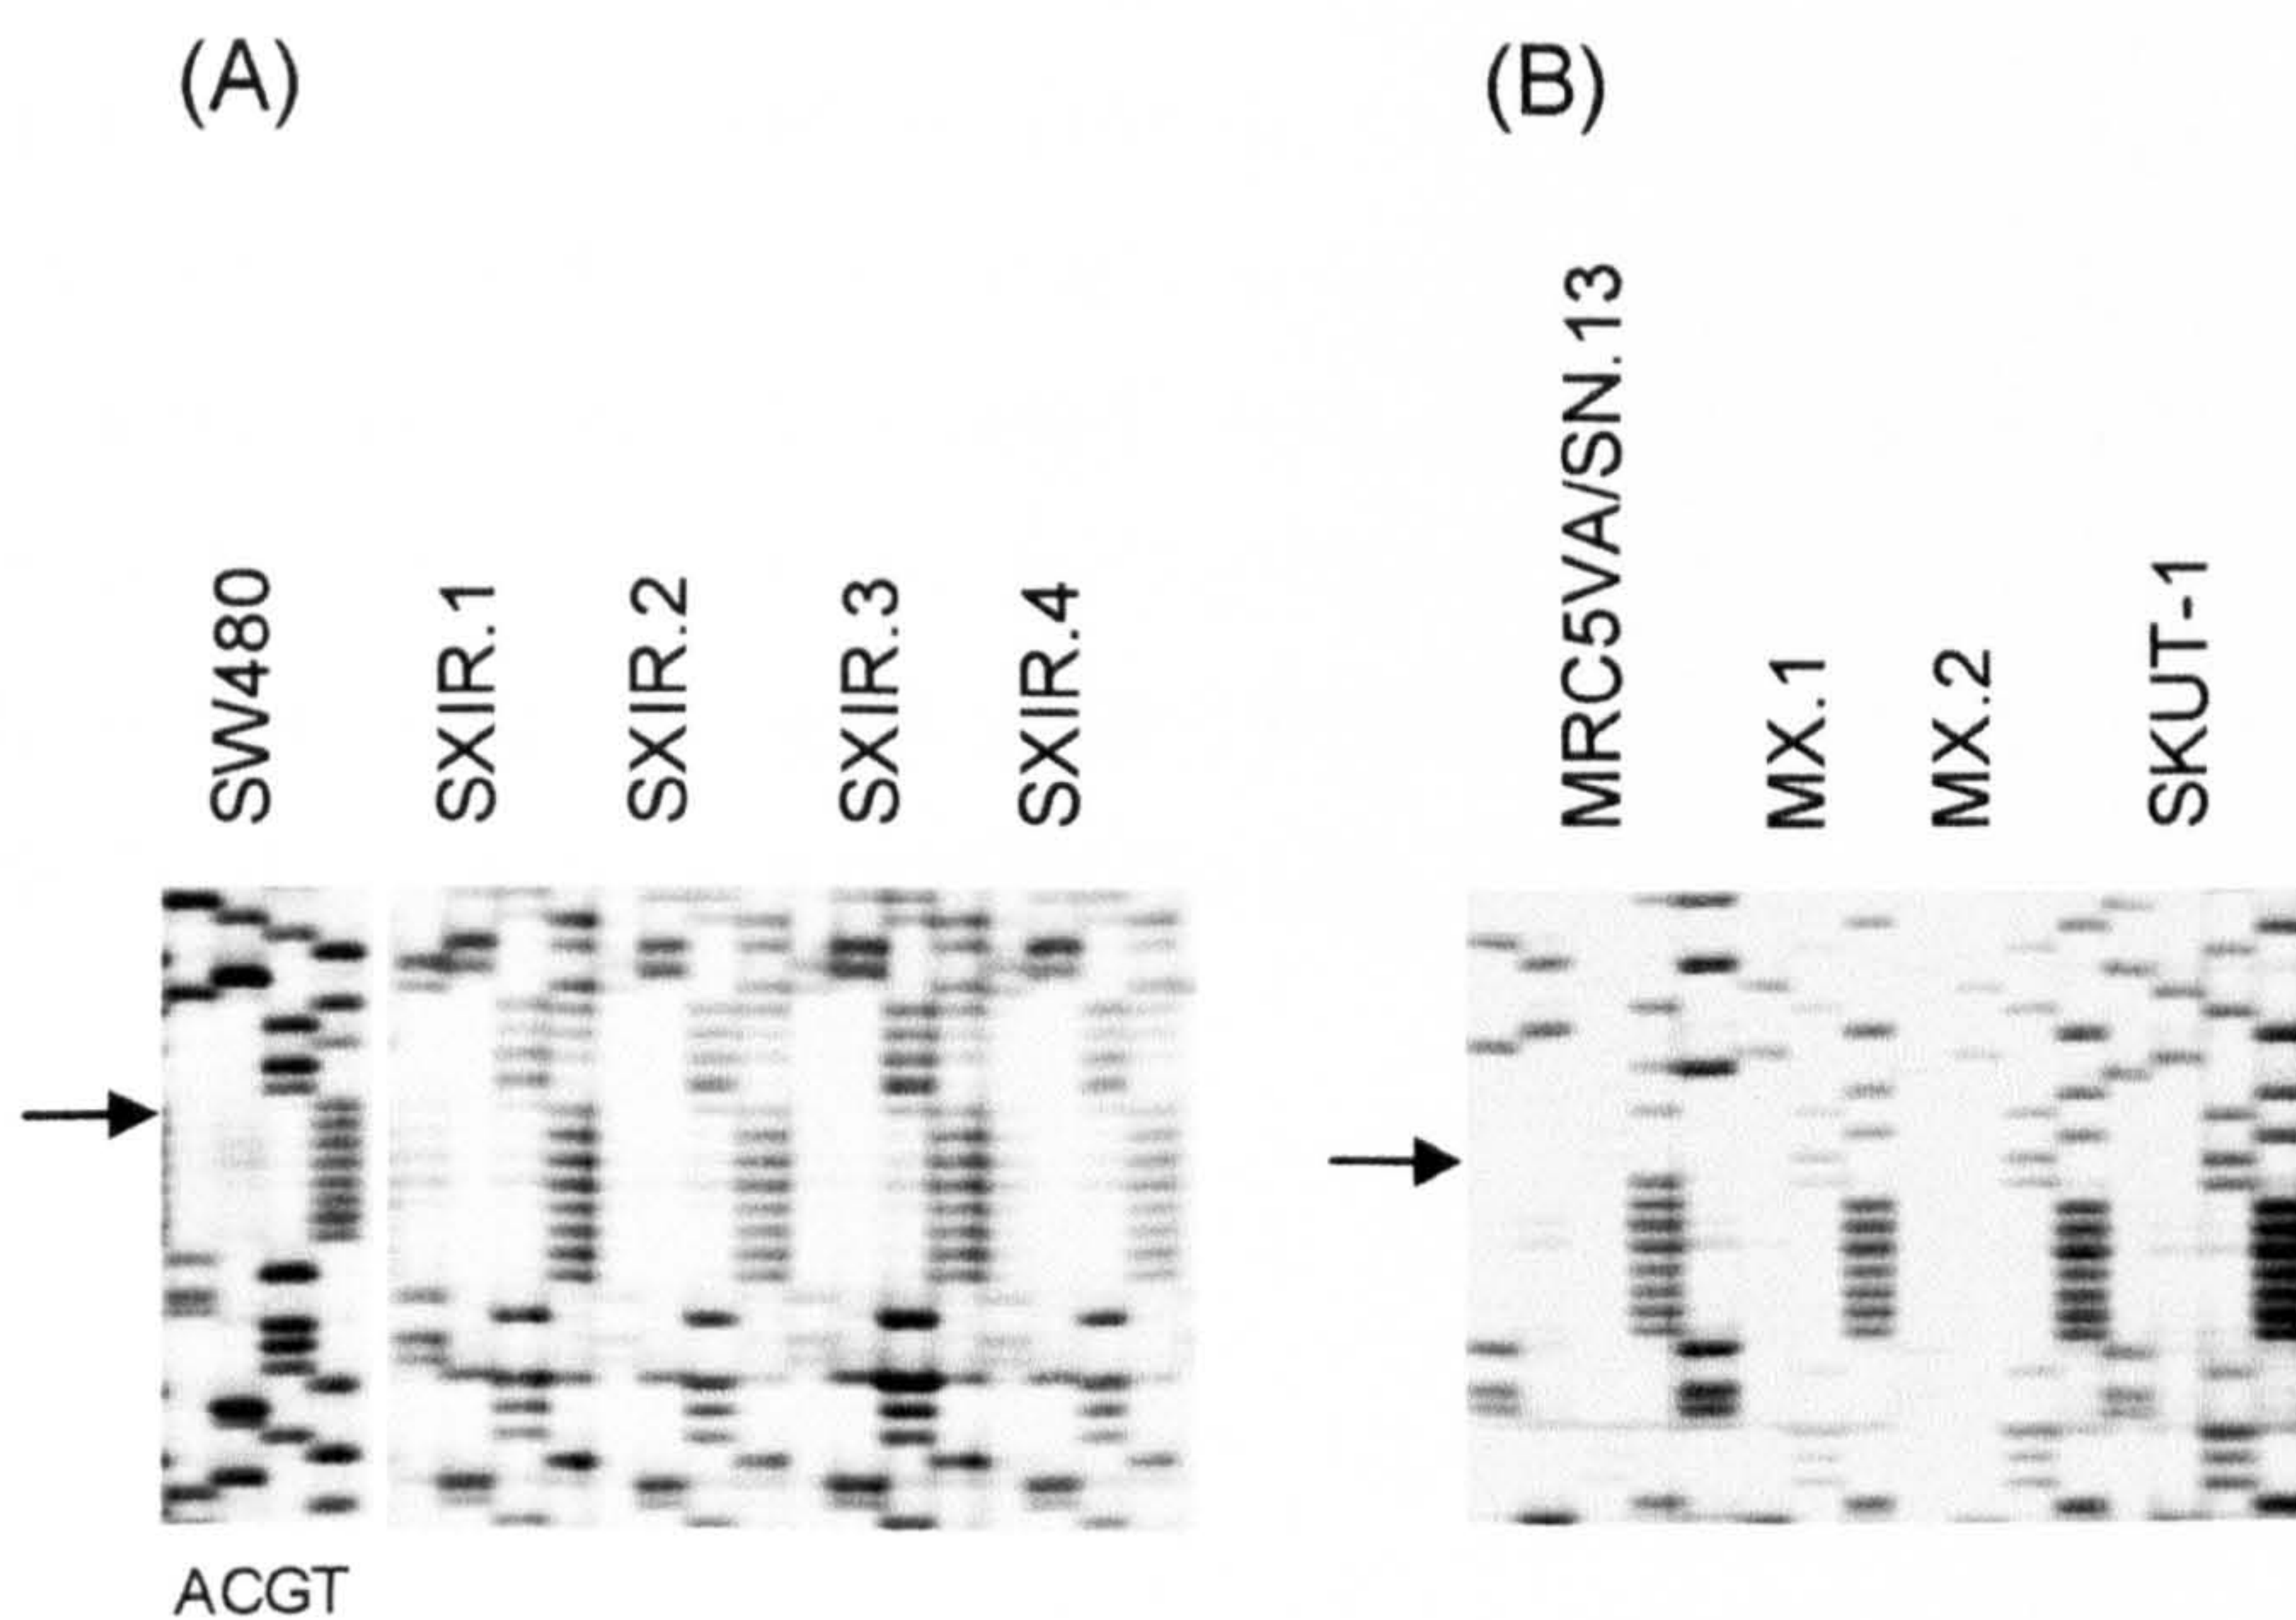 (A)
(B)
SW480
SXIR.1
SXIR.2
SXIR.3
SXIR.4
MRC5VA/SN.13
MX.1
MX.2
SKUT-1
ACGT